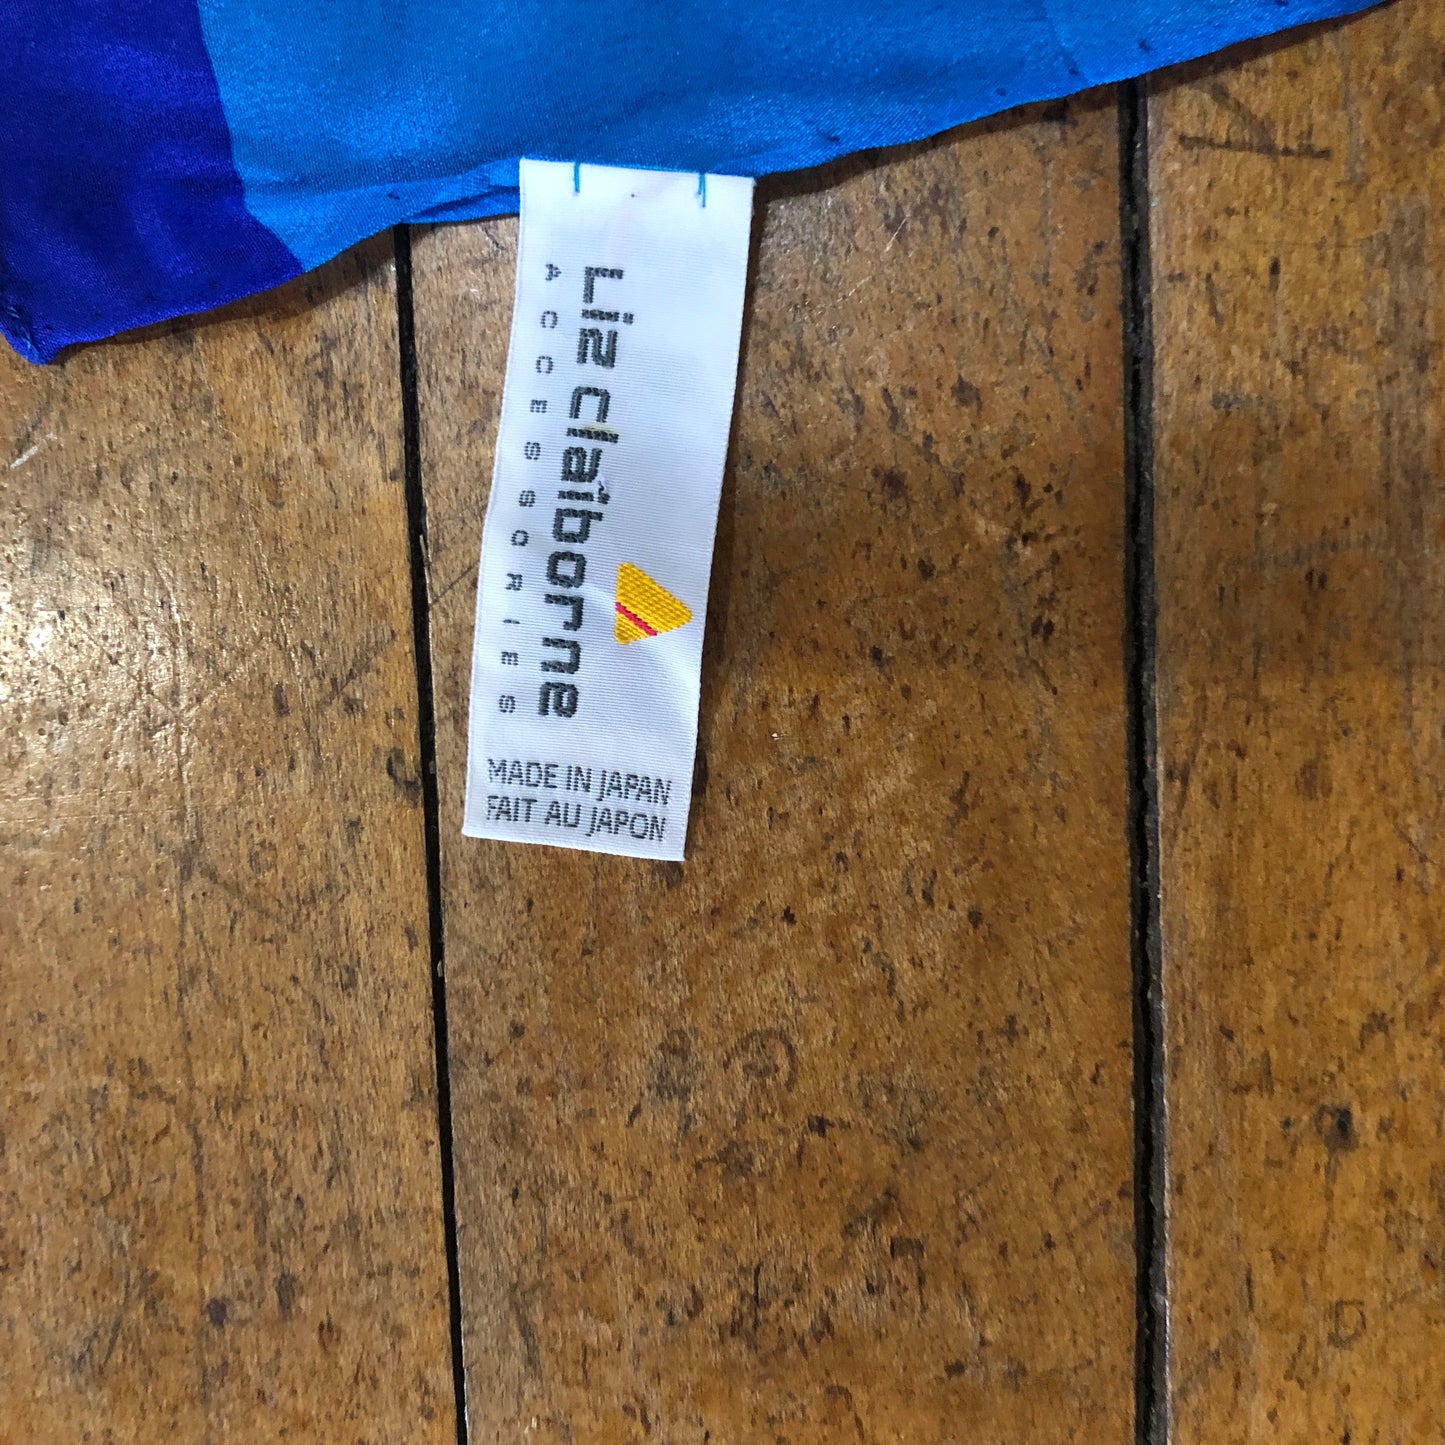 Liz claiborne
ACCESSORIES
MADE IN JAPAN
FAIT AU JAPON